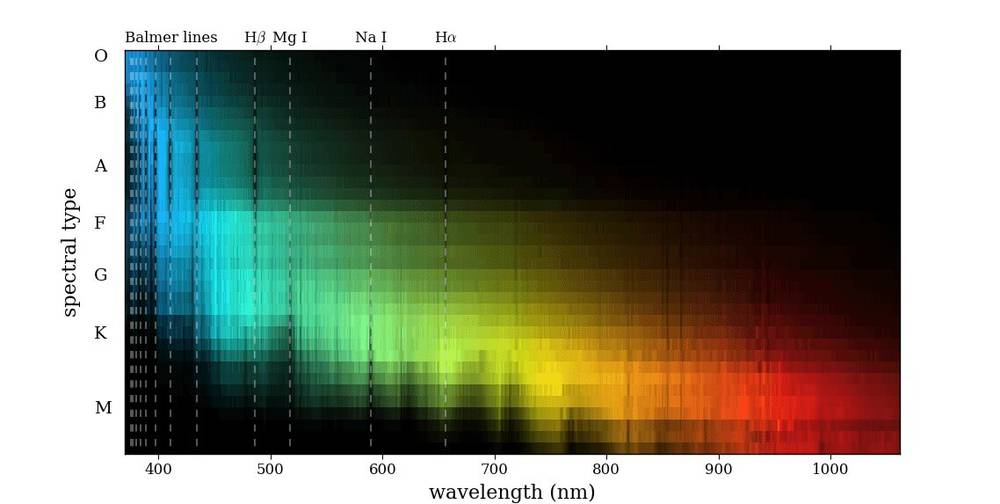 Balmer lines Hβ Mg I Na I Hα
O
B
A
F
G
K
M
spectral type
400 500 600 700 800 900 1000
wavelength (nm)